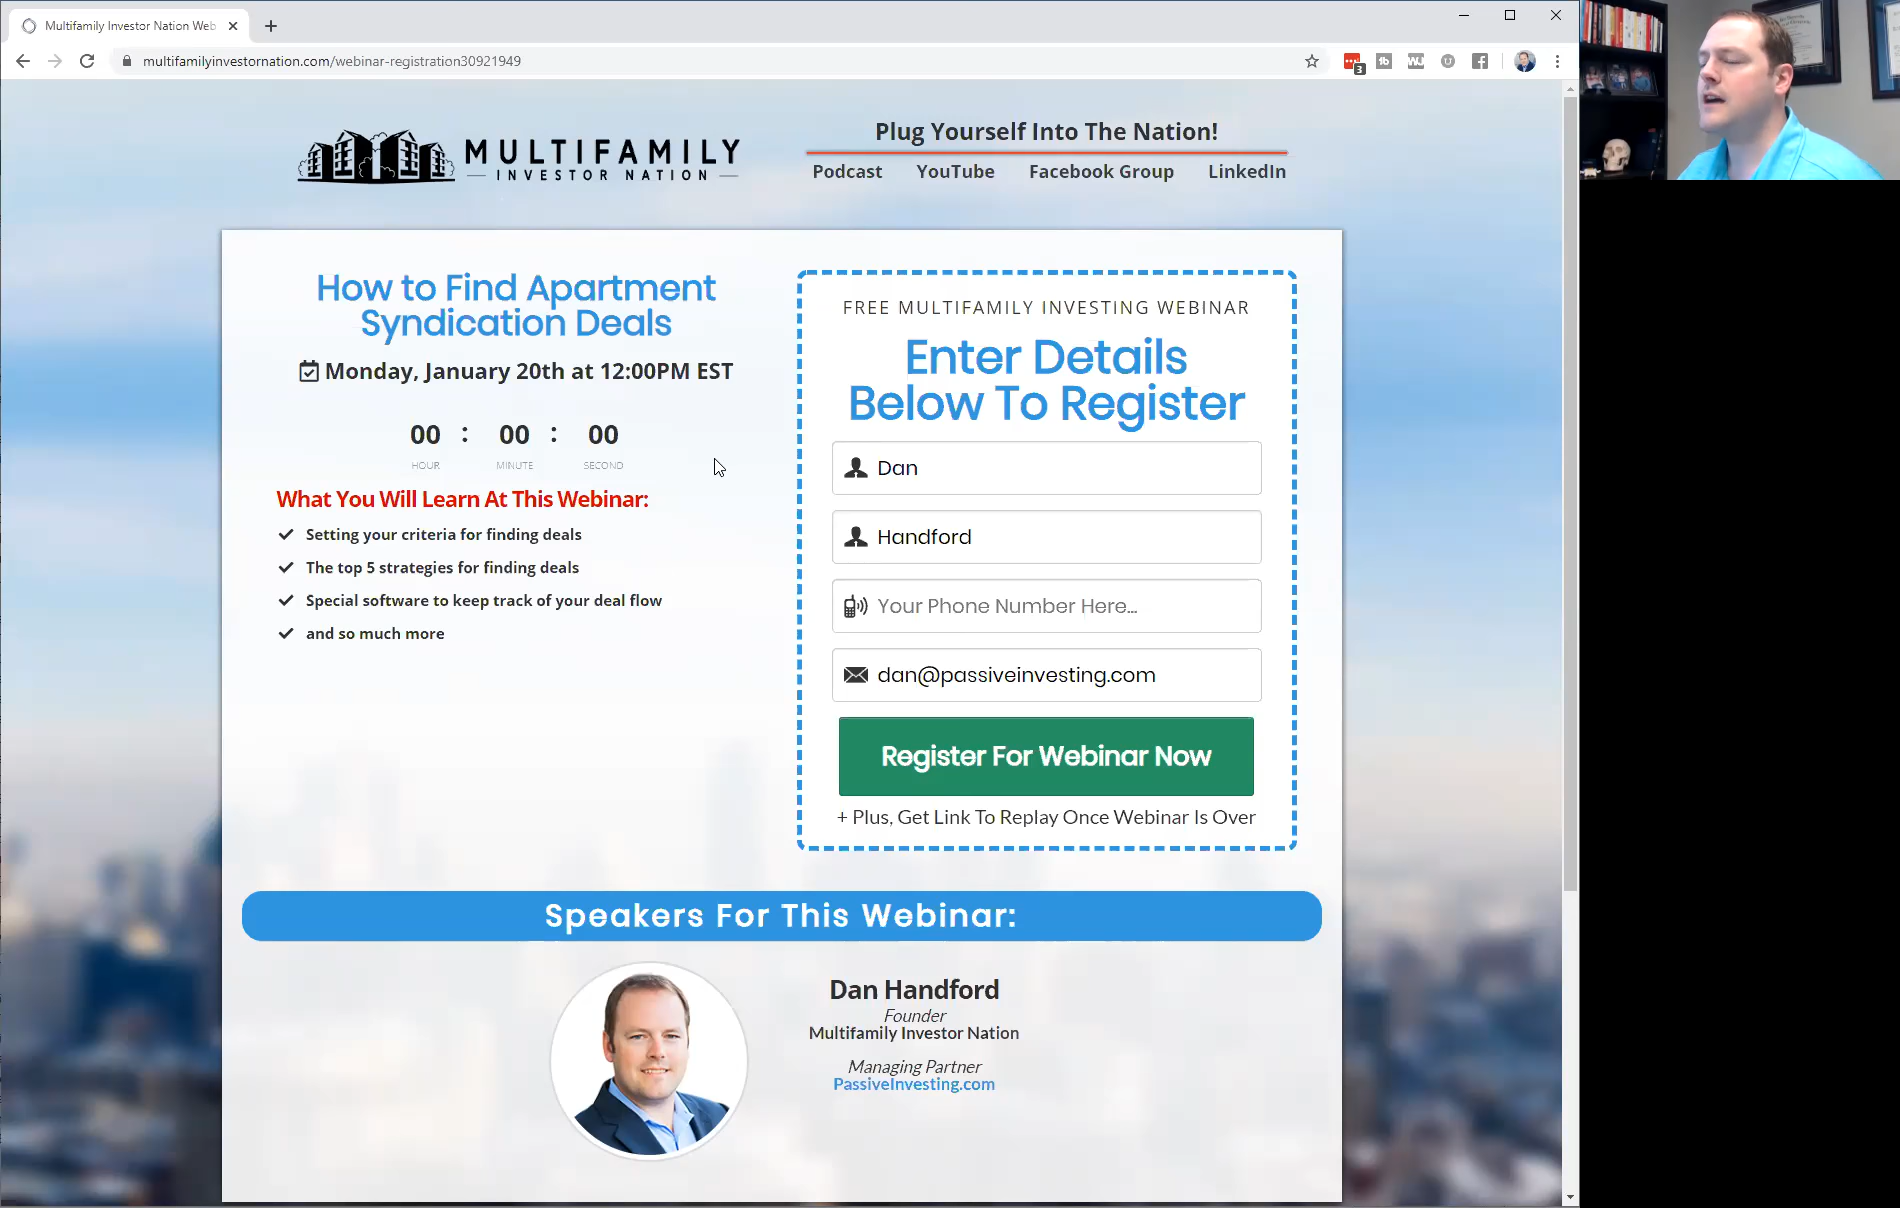 Multifamily Investor Nation Web
multifamilyinvestornation.com/webinar-registration30921949
3
MULTIFAMILY
INVESTOR NATION
Plug Yourself Into The Nation!
Podcast YouTube Facebook Group LinkedIn
How to Find Apartment
Syndication Deals
Monday, January 20th at 12:00PM EST
00 : 00 : 00
HOUR MINUTE SECOND
What You Will Learn At This Webinar:
Setting your criteria for finding deals
The top 5 strategies for finding deals
Special software to keep track of your deal flow
and so much more
FREE MULTIFAMILY INVESTING WEBINAR
Enter Details
Below To Register
Dan
Handford
Your Phone Number Here...
dan@passiveinvesting.com
Register For Webinar Now
+ Plus, Get Link To Replay Once Webinar Is Over
Speakers For This Webinar:
Dan Handford
Founder
Multifamily Investor Nation
Managing Partner
PassiveInvesting.com